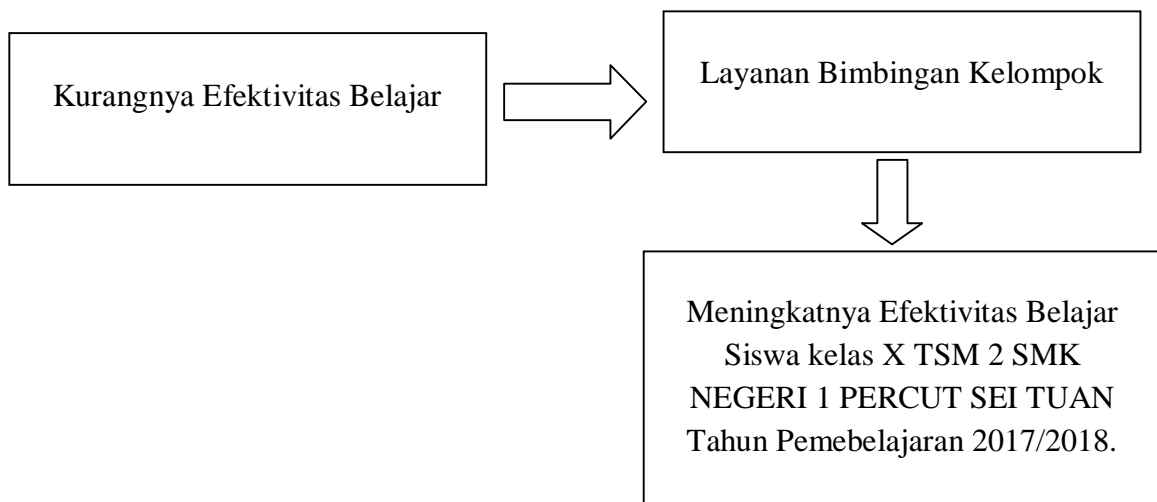 Kurangnya Efektivitas Belajar
Layanan Bimbingan Kelompok
Meningkatnya Efektivitas Belajar
Siswa kelas X TSM 2 SMK
NEGERI 1 PERCUT SEI TUAN
Tahun Pemebelajaran 2017/2018.